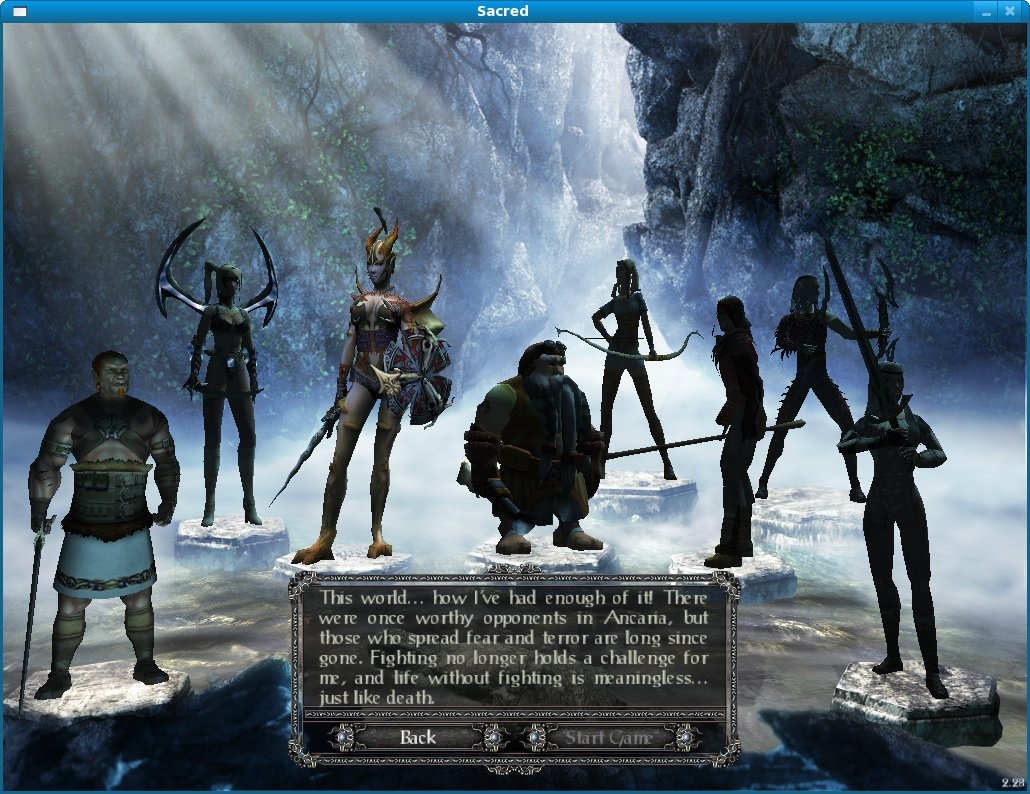 Sacred
This world... how I've had enough of it! There
were once worthy opponents in Ancaria, but
those who spread fear and terror are long since
gone. Fighting no longer holds a challenge for
me, and life without fighting is meaningless...
just like death.
Back
Start Game
2.28